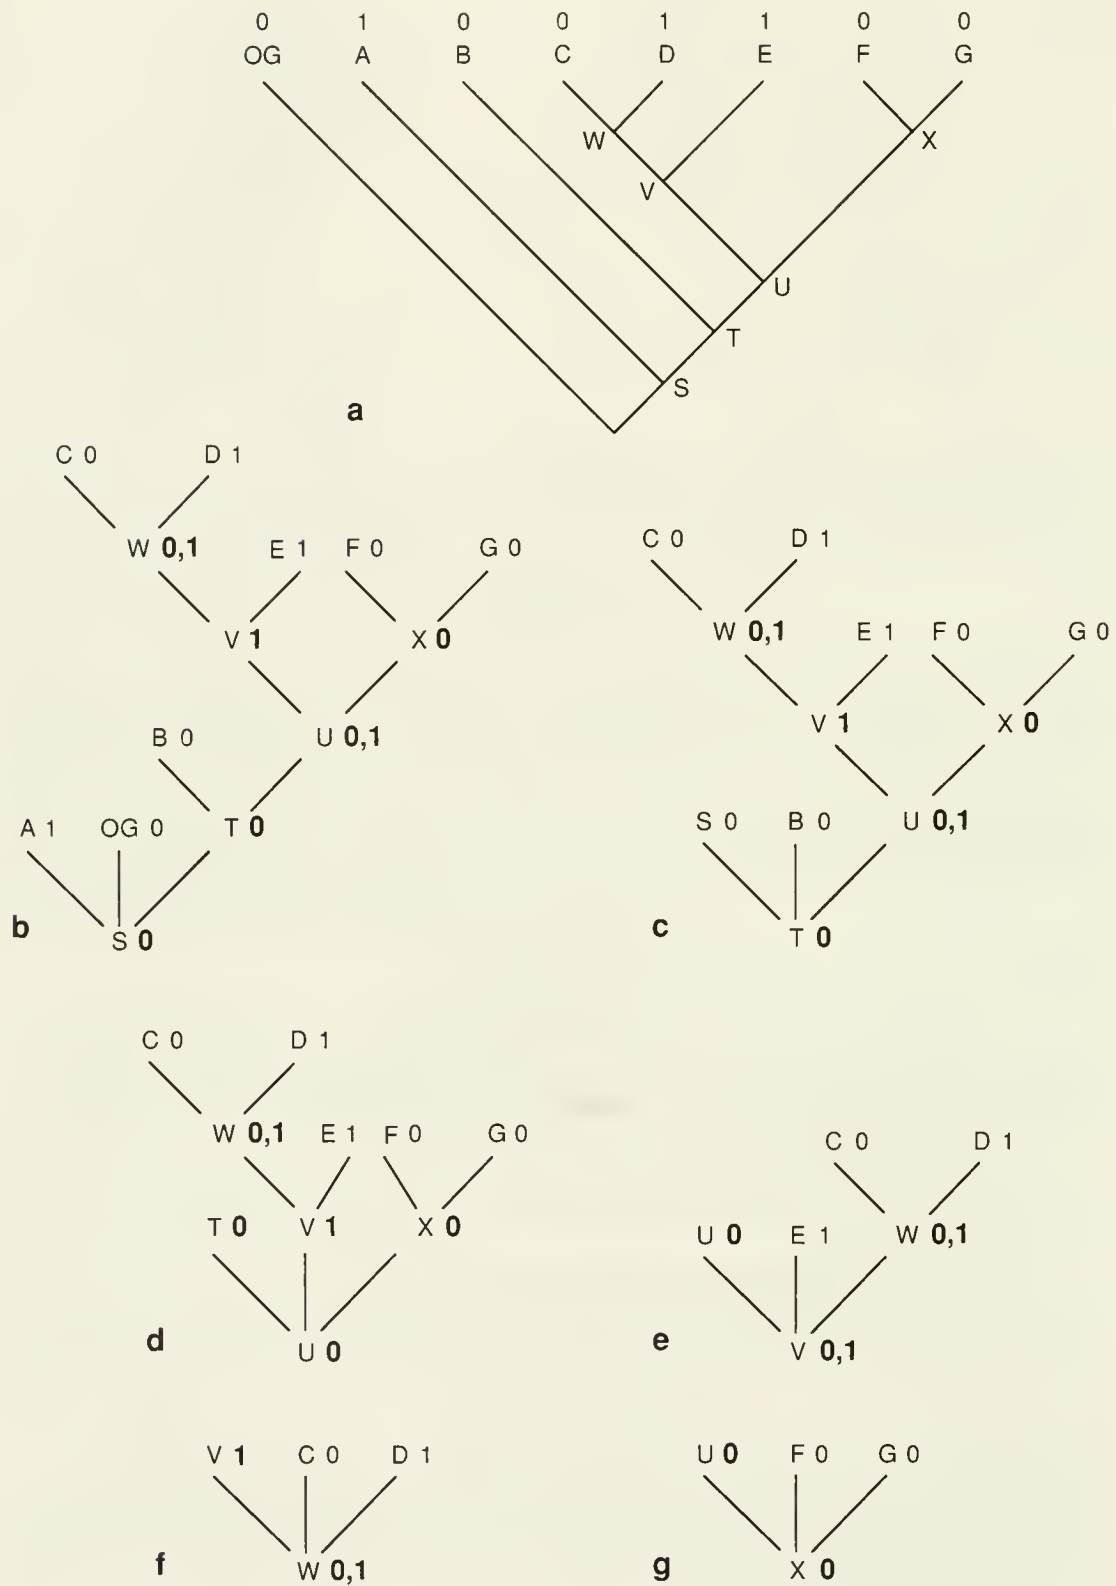 0 1 0 0 1 1 0 0
OG A B C D E F G
W X
V
U
T
S
a
C 0 D 1
W 0,1 E 1 F 0 G 0
V 1 X 0
B 0 U 0,1
A 1 OG 0 T 0
b
S 0
C 0 D 1
W 0,1 E 1 F 0 G 0
V 1 X 0
S 0 B 0 U 0,1
c
T 0
C 0 D 1
W 0,1 E 1 F 0 G 0
T 0 V 1 X 0
d
U 0
C 0 D 1
U 0 E 1 W 0,1
e
V 0,1
V 1 C 0 D 1
f
W 0,1
U 0 F 0 G 0
g
X 0